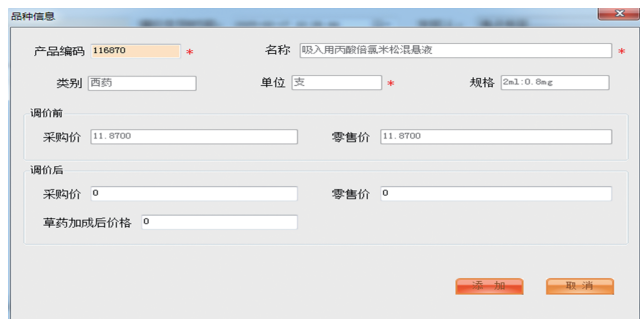 品种信息
产品编码 116870 * 名称 吸入用丙酸倍氯米松混悬液 *
类别 西药 单位 支 * 规格 2ml:0.8mg
调价前
采购价 11.8700 零售价 11.8700
调价后
采购价 0 零售价 0
草药加成后价格 0
添 加 取 消